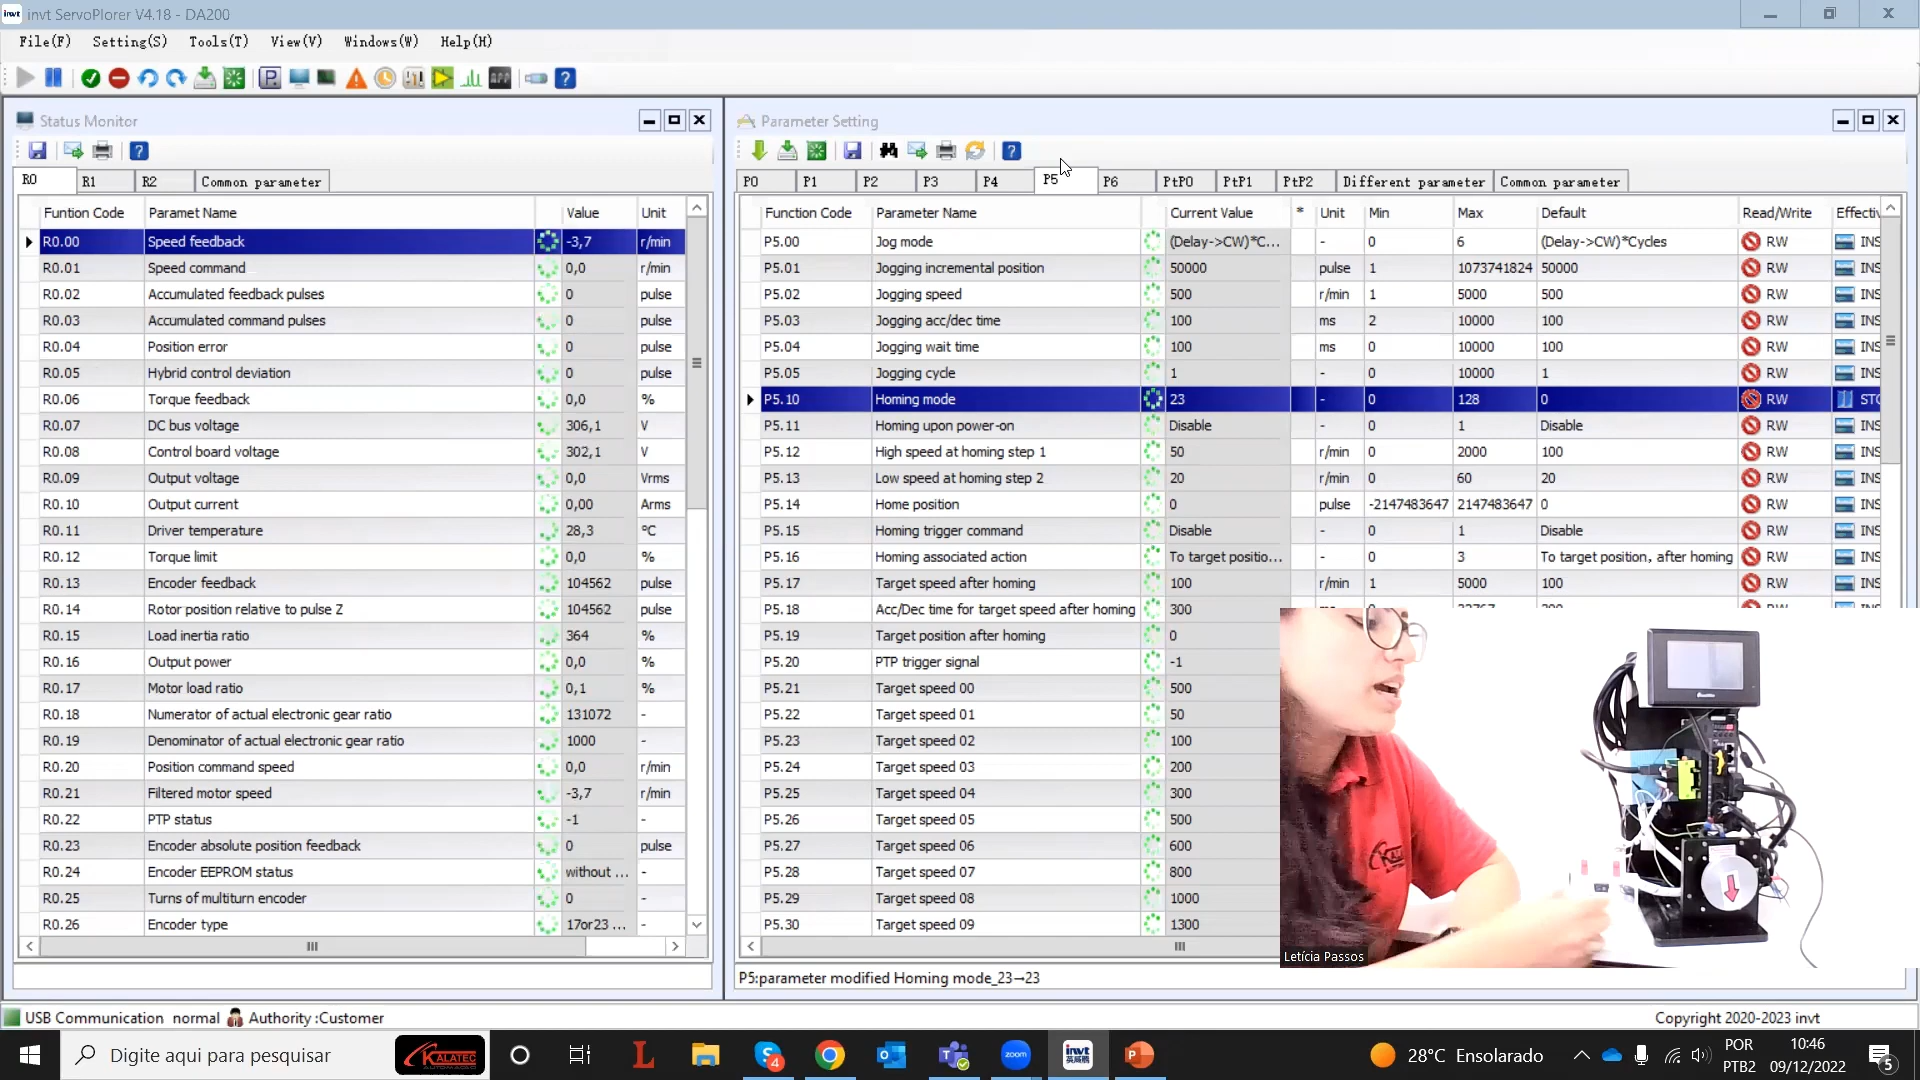 invt ServoPlorer V4.18 - DA200
File(F) Setting(S) Tools(T) View(V) Windows(W) Help(H)
Status Monitor
R0 R1 R2 Common parameter
Funtion Code Paramet Name Value Unit
R0.00 Speed feedback -3,7 r/min
R0.01 Speed command 0,0 r/min
R0.02 Accumulated feedback pulses 0 pulse
R0.03 Accumulated command pulses 0 pulse
R0.04 Position error 0 pulse
R0.05 Hybrid control deviation 0 pulse
R0.06 Torque feedback 0,0 %
R0.07 DC bus voltage 306,1 V
R0.08 Control board voltage 302,1 V
R0.09 Output voltage 0,0 Vrms
R0.10 Output current 0,00 Arms
R0.11 Driver temperature 28,3 ºC
R0.12 Torque limit 0,0 %
R0.13 Encoder feedback 104562 pulse
R0.14 Rotor position relative to pulse Z 104562 pulse
R0.15 Load inertia ratio 364 %
R0.16 Output power 0,0 %
R0.17 Motor load ratio 0,1 %
R0.18 Numerator of actual electronic gear ratio 131072 -
R0.19 Denominator of actual electronic gear ratio 1000 -
R0.20 Position command speed 0,0 r/min
R0.21 Filtered motor speed -3,7 r/min
R0.22 PTP status -1 -
R0.23 Encoder absolute position feedback 0 pulse
R0.24 Encoder EEPROM status without ... -
R0.25 Turns of multiturn encoder 0 -
R0.26 Encoder type 17or23 ... -
Parameter Setting
P0 P1 P2 P3 P4 P5 P6 PtP0 PtP1 PtP2 Different parameter Common parameter
Function Code Parameter Name Current Value * Unit Min Max Default Read/Write Effectiv
P5.00 Jog mode (Delay->CW)*C... - 0 6 (Delay->CW)*Cycles RW INS
P5.01 Jogging incremental position 50000 pulse 1 1073741824 50000 RW INS
P5.02 Jogging speed 500 r/min 1 5000 500 RW INS
P5.03 Jogging acc/dec time 100 ms 2 10000 100 RW INS
P5.04 Jogging wait time 100 ms 0 10000 100 RW INS
P5.05 Jogging cycle 1 - 0 10000 1 RW INS
P5.10 Homing mode 23 - 0 128 0 RW STO
P5.11 Homing upon power-on Disable - 0 1 Disable RW INS
P5.12 High speed at homing step 1 50 r/min 0 2000 100 RW INS
P5.13 Low speed at homing step 2 20 r/min 0 60 20 RW INS
P5.14 Home position 0 pulse -2147483647 2147483647 0 RW INS
P5.15 Homing trigger command Disable - 0 1 Disable RW INS
P5.16 Homing associated action To target positio... - 0 3 To target position, after homing RW INS
P5.17 Target speed after homing 100 r/min 1 5000 100 RW INS
P5.18 Acc/Dec time for target speed after homing 300
P5.19 Target position after homing 0
P5.20 PTP trigger signal -1
P5.21 Target speed 00 500
P5.22 Target speed 01 50
P5.23 Target speed 02 100
P5.24 Target speed 03 200
P5.25 Target speed 04 300
P5.26 Target speed 05 500
P5.27 Target speed 06 600
P5.28 Target speed 07 800
P5.29 Target speed 08 1000
P5.30 Target speed 09 1300
Letícia Passos
P5:parameter modified Homing mode_23→23
USB Communication normal Authority :Customer
Copyright 2020-2023 invt
Digite aqui para pesquisar
KALATEC
4
zoom
invt
28°C Ensolarado
POR
PTB2
10:46
09/12/2022
5